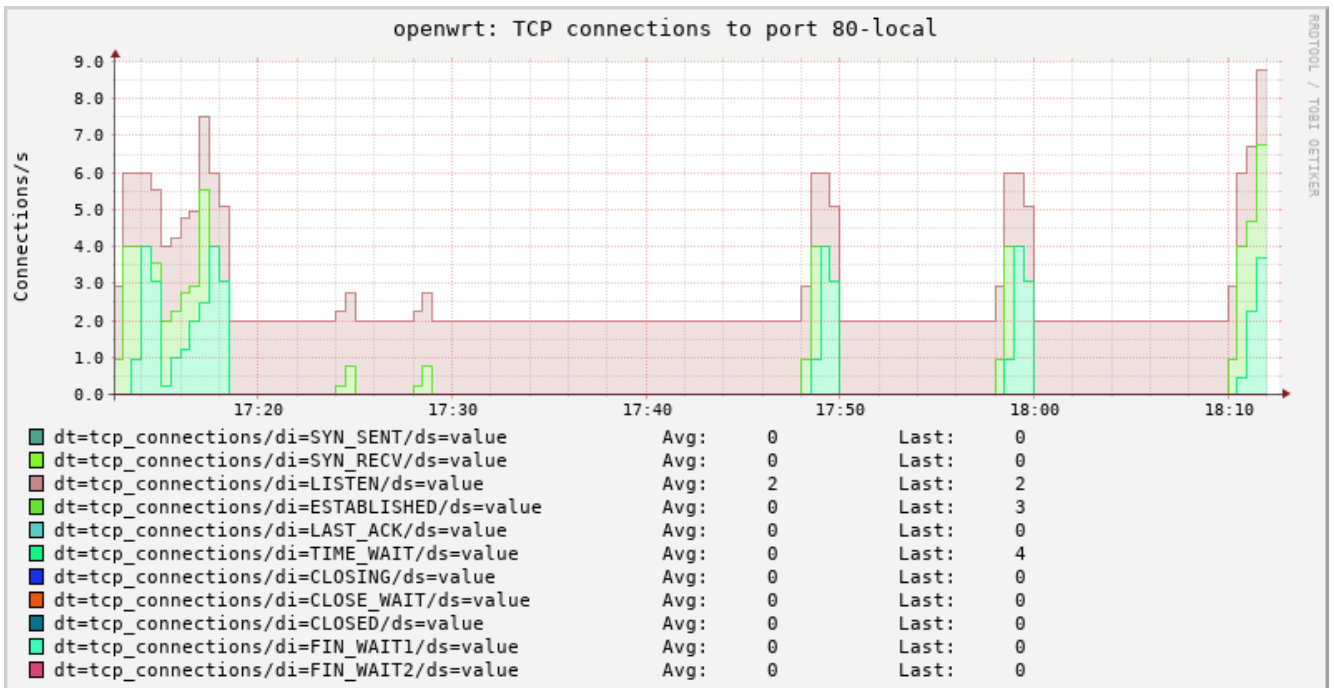 openwrt: TCP connections to port 80-local
RRDTOOL / TOBI OETIKER
Connections/s
9.0
8.0
7.0
6.0
5.0
4.0
3.0
2.0
1.0
0.0
17:20 17:30 17:40 17:50 18:00 18:10
dt=tcp_connections/di=SYN_SENT/ds=value Avg: 0 Last: 0
dt=tcp_connections/di=SYN_RECV/ds=value Avg: 0 Last: 0
dt=tcp_connections/di=LISTEN/ds=value Avg: 2 Last: 2
dt=tcp_connections/di=ESTABLISHED/ds=value Avg: 0 Last: 3
dt=tcp_connections/di=LAST_ACK/ds=value Avg: 0 Last: 0
dt=tcp_connections/di=TIME_WAIT/ds=value Avg: 0 Last: 4
dt=tcp_connections/di=CLOSING/ds=value Avg: 0 Last: 0
dt=tcp_connections/di=CLOSE_WAIT/ds=value Avg: 0 Last: 0
dt=tcp_connections/di=CLOSED/ds=value Avg: 0 Last: 0
dt=tcp_connections/di=FIN_WAIT1/ds=value Avg: 0 Last: 0
dt=tcp_connections/di=FIN_WAIT2/ds=value Avg: 0 Last: 0